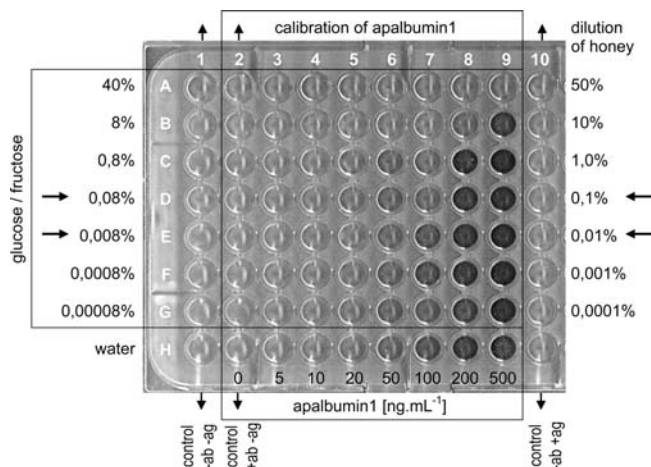 calibration of apalbumin1
dilution
of honey
1 2 3 4 5 6 7 8 9 10
40% A 50%
8% B 10%
0,8% C 1,0%
0,08% D 0,1%
0,008% E 0,01%
0,0008% F 0,001%
0,00008% G 0,0001%
water H
glucose / fructose
0 5 10 20 50 100 200 500
apalbumin1 [ng.mL-1]
control
-ab -ag
control
+ab -ag
control
-ab +ag